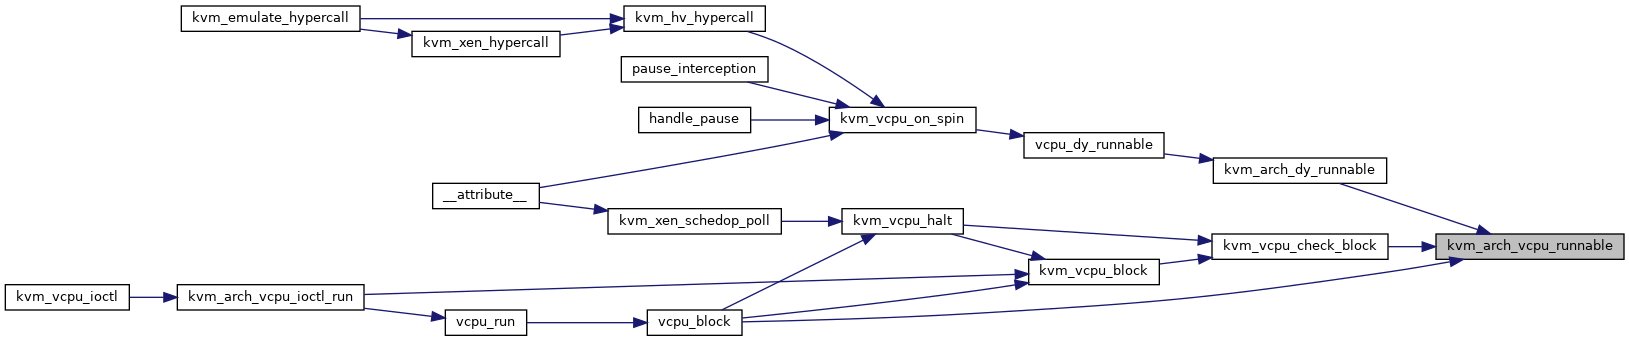 kvm_emulate_hypercall
kvm_hv_hypercall
kvm_xen_hypercall
pause_interception
handle_pause
kvm_vcpu_on_spin
vcpu_dy_runnable
kvm_arch_dy_runnable
__attribute__
kvm_xen_schedop_poll
kvm_vcpu_halt
kvm_vcpu_check_block
kvm_arch_vcpu_runnable
kvm_vcpu_block
kvm_vcpu_ioctl
kvm_arch_vcpu_ioctl_run
vcpu_run
vcpu_block